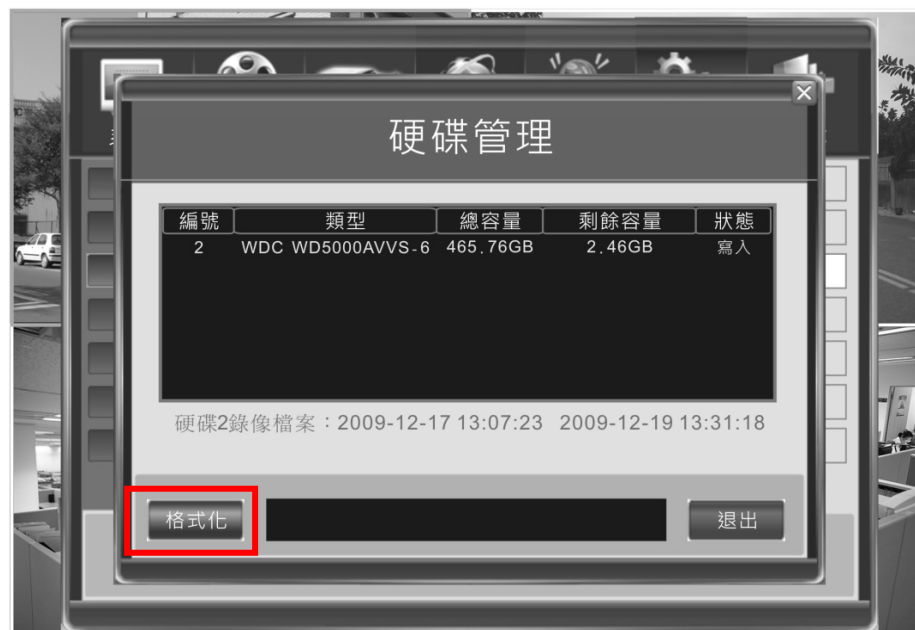 硬碟管理
編號 類型 總容量 剩餘容量 狀態
2 WDC WD5000AVVS-6 465.76GB 2.46GB 寫入
硬碟2錄像檔案：2009-12-17 13:07:23 2009-12-19 13:31:18
格式化 退出